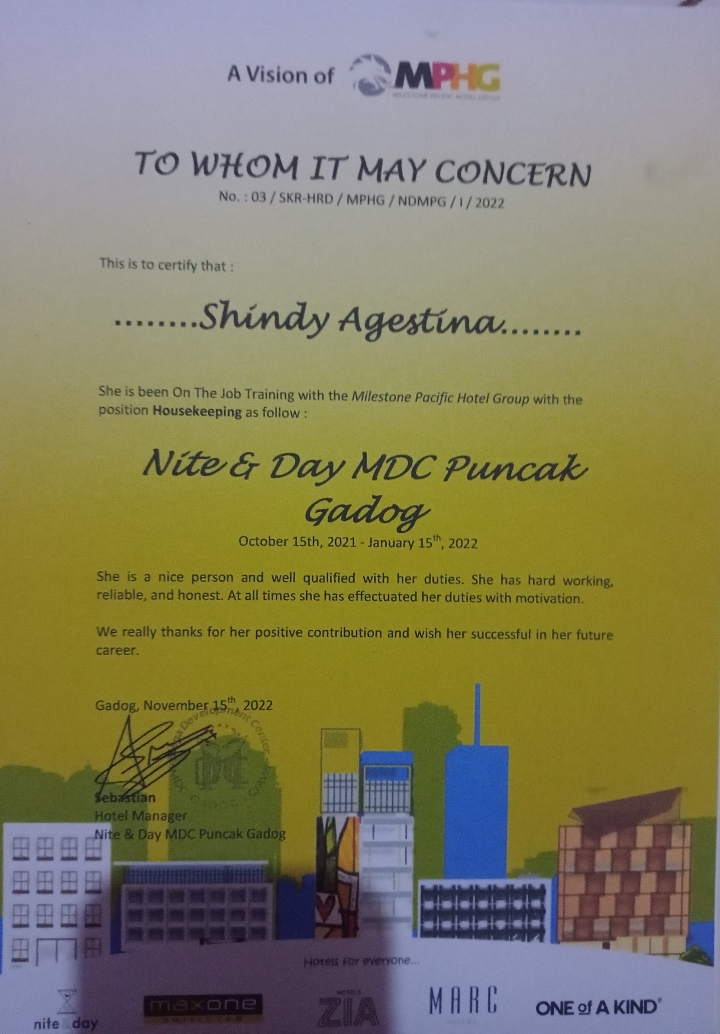 A Vision of MPHG
MILESTONE PACIFIC HOTEL GROUP
TO WHOM IT MAY CONCERN
No. : 03 / SKR-HRD / MPHG / NDMPG / I / 2022
This is to certify that :
........Shindy Agestina........
She is been On The Job Training with the Milestone Pacific Hotel Group with the
position Housekeeping as follow :
Nite & Day MDC Puncak
Gadog
October 15th, 2021 - January 15th, 2022
She is a nice person and well qualified with her duties. She has hard working,
reliable, and honest. At all times she has effectuated her duties with motivation.
We really thanks for her positive contribution and wish her successful in her future
career.
Gadog, November 15th, 2022
Sebastian
Hotel Manager
Nite & Day MDC Puncak Gadog
Hotels for everyone...
nite & day
maxone
HOTELS
ZIA
MARC
ONE of A KIND